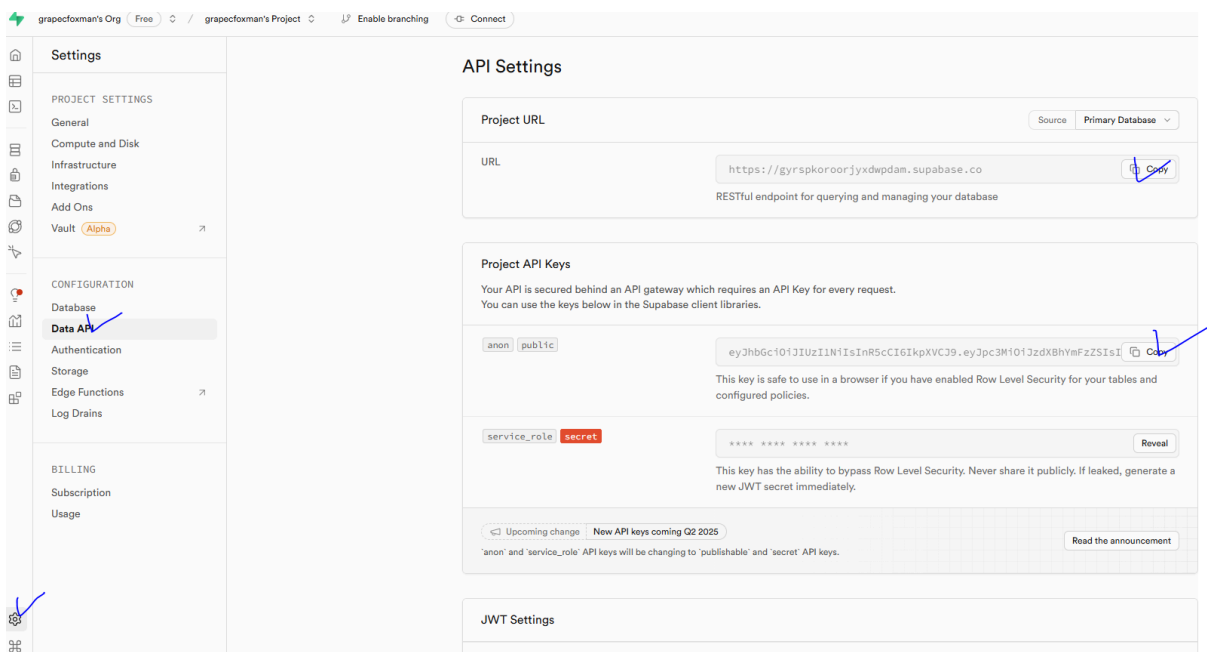 grapecfoxman's Org Free / grapecfoxman's Project Enable branching Connect
Settings
PROJECT SETTINGS
General
Compute and Disk
Infrastructure
Integrations
Add Ons
Vault Alpha
CONFIGURATION
Database
Data API
Authentication
Storage
Edge Functions
Log Drains
BILLING
Subscription
Usage
API Settings
Project URL
Source Primary Database
URL
https://gyrspkoroorjyxdwpdam.supabase.co Copy
RESTful endpoint for querying and managing your database
Project API Keys
Your API is secured behind an API gateway which requires an API Key for every request.
You can use the keys below in the Supabase client libraries.
anon public
eyJhbGciOiJIUzI1NiIsInR5cCI6IkpXVCJ9.eyJpc3MiOiJzdXBhYmFzZSIsI Copy
This key is safe to use in a browser if you have enabled Row Level Security for your tables and
configured policies.
service_role secret
**** **** **** **** Reveal
This key has the ability to bypass Row Level Security. Never share it publicly. If leaked, generate a
new JWT secret immediately.
Upcoming change New API keys coming Q2 2025
`anon` and `service_role` API keys will be changing to `publishable` and `secret` API keys.
Read the announcement
JWT Settings